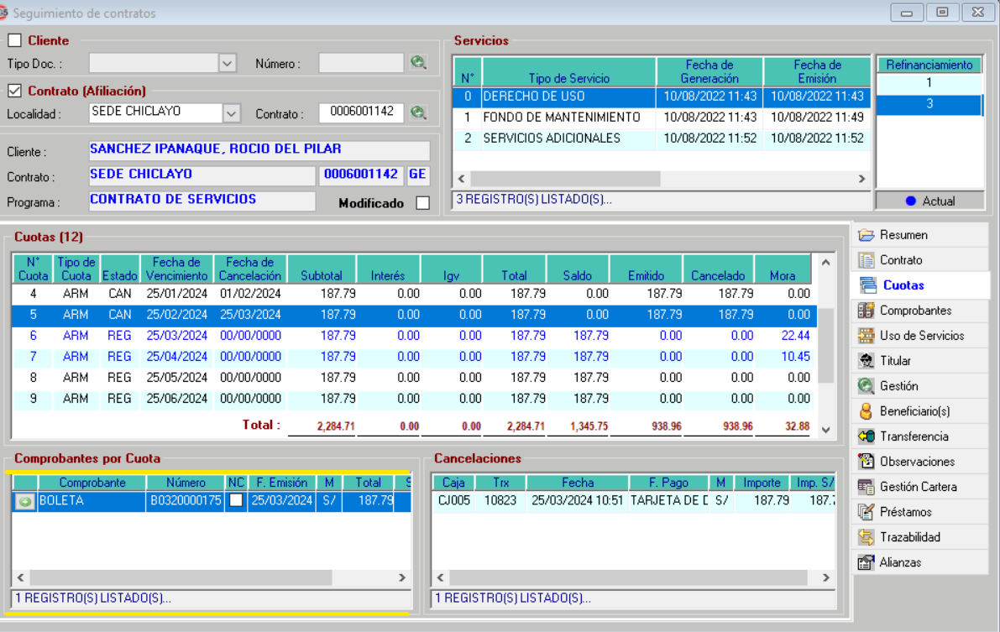 Seguimiento de contratos
Cliente
Tipo Doc. :
Número :
Contrato (Afiliación)
Localidad : SEDE CHICLAYO Contrato : 0006001142
Cliente : SANCHEZ IPANAQUE, ROCIO DEL PILAR
Contrato : SEDE CHICLAYO 0006001142 GE
Programa : CONTRATO DE SERVICIOS Modificado
Servicios
N° Tipo de Servicio Fecha de Generación Fecha de Emisión
0 DERECHO DE USO 10/08/2022 11:43 10/08/2022 11:43
1 FONDO DE MANTENIMIENTO 10/08/2022 11:43 10/08/2022 11:49
2 SERVICIOS ADICIONALES 10/08/2022 11:52 10/08/2022 11:52
3 REGISTRO(S) LISTADO(S)...
Refinanciamiento
1
3
Actual
Cuotas (12)
N° Cuota Tipo de Cuota Estado Fecha de Vencimiento Fecha de Cancelación Subtotal Interés Igv Total Saldo Emitido Cancelado Mora
4 ARM CAN 25/01/2024 01/02/2024 187.79 0.00 0.00 187.79 0.00 187.79 187.79 0.00
5 ARM CAN 25/02/2024 25/03/2024 187.79 0.00 0.00 187.79 0.00 187.79 187.79 0.00
6 ARM REG 25/03/2024 00/00/0000 187.79 0.00 0.00 187.79 187.79 0.00 0.00 22.44
7 ARM REG 25/04/2024 00/00/0000 187.79 0.00 0.00 187.79 187.79 0.00 0.00 10.45
8 ARM REG 25/05/2024 00/00/0000 187.79 0.00 0.00 187.79 187.79 0.00 0.00 0.00
9 ARM REG 25/06/2024 00/00/0000 187.79 0.00 0.00 187.79 187.79 0.00 0.00 0.00
Total : 2,284.71 0.00 0.00 2,284.71 1,345.75 938.96 938.96 32.88
Comprobantes por Cuota
Comprobante Número NC F. Emisión M Total S
BOLETA B0320000175 25/03/2024 S/ 187.79
1 REGISTRO(S) LISTADO(S)...
Cancelaciones
Caja Trx Fecha F. Pago M Importe Imp. S/
CJ005 10823 25/03/2024 10:51 TARJETA DE D S/ 187.79 187.7
1 REGISTRO(S) LISTADO(S)...
Resumen
Contrato
Cuotas
Comprobantes
Uso de Servicios
Titular
Gestión
Beneficiario(s)
Transferencia
Observaciones
Gestión Cartera
Préstamos
Trazabilidad
Alianzas